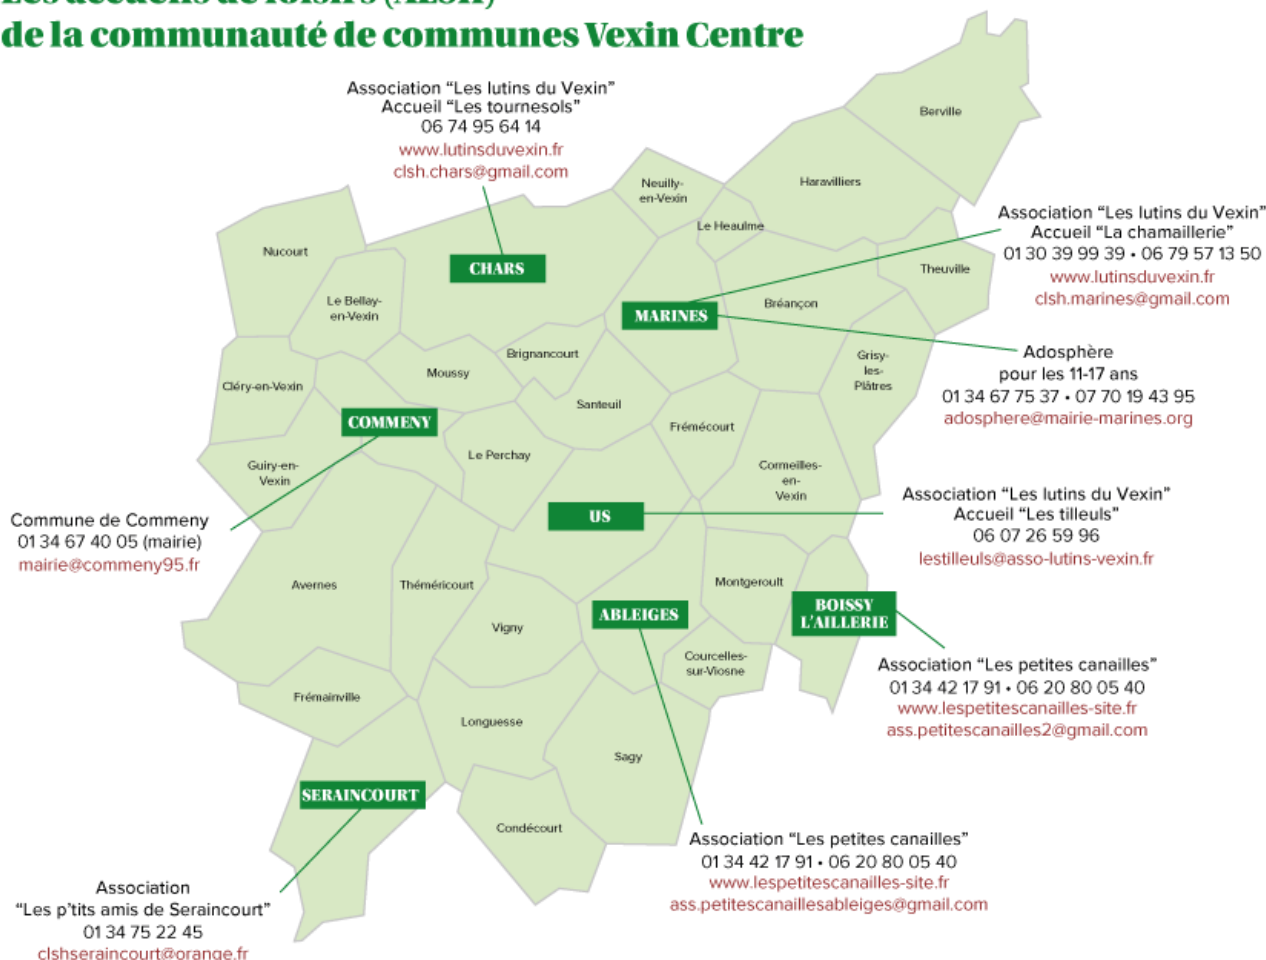 Les accueils de loisirs (ALSH)
de la communauté de communes Vexin Centre
Association “Les lutins du Vexin”
Accueil “Les tournesols”
06 74 95 64 14
www.lutinsduvexin.fr
clsh.chars@gmail.com
Berville
Haravilliers
Neuilly-
en-Vexin
Le Heaulme
Association “Les lutins du Vexin”
Accueil “La chamaillerie”
01 30 39 99 39 • 06 79 57 13 50
www.lutinsduvexin.fr
clsh.marines@gmail.com
Nucourt
CHARS
Theuville
Le Bellay-
en-Vexin
MARINES
Bréançon
Adosphère
pour les 11-17 ans
01 34 67 75 37 • 07 70 19 43 95
adosphere@mairie-marines.org
Brignancourt
Grisy-
les-
Plâtres
Moussy
Cléry-en-Vexin
Santeuil
COMMENY
Frémécourt
Le Perchay
Guiry-en-
Vexin
Cormeilles-
en-
Vexin
Association “Les lutins du Vexin”
Accueil “Les tilleuls”
06 07 26 59 96
lestilleuls@asso-lutins-vexin.fr
US
Commune de Commeny
01 34 67 40 05 (mairie)
mairie@commeny95.fr
Avernes
Théméricourt
Montgeroult
ABLEIGES
BOISSY
L’AILLERIE
Vigny
Courcelles-
sur-Viosne
Association “Les petites canailles”
01 34 42 17 91 • 06 20 80 05 40
www.lespetitescanailles-site.fr
ass.petitescanailles2@gmail.com
Frémainville
Longuesse
Sagy
SERAINCOURT
Condécourt
Association “Les petites canailles”
01 34 42 17 91 • 06 20 80 05 40
www.lespetitescanailles-site.fr
ass.petitescanaillesableiges@gmail.com
Association
“Les p’tits amis de Seraincourt”
01 34 75 22 45
clshseraincourt@orange.fr